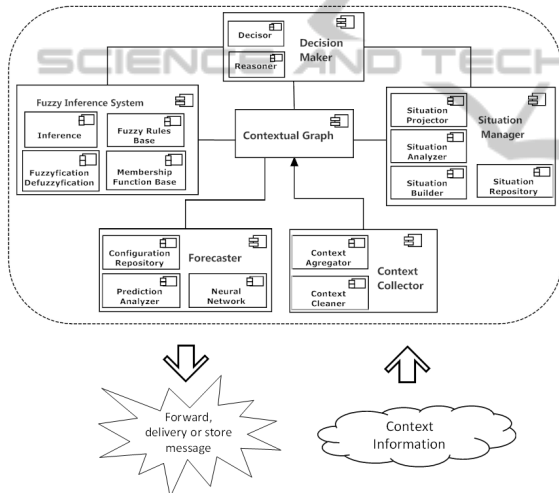 SCIENCE AND TECH
Decisor
Reasoner
Decision
Maker
Fuzzy Inference System
Inference
Fuzzy Rules
Base
Fuzzyfication
Defuzzyfication
Membership
Function Base
Contextual Graph
Situation
Projector
Situation
Analyzer
Situation
Builder
Situation
Manager
Situation
Repository
Configuration
Repository
Forecaster
Prediction
Analyzer
Neural
Network
Context
Agregator
Context
Cleaner
Context
Collector
Forward,
delivery or store
message
Context
Information